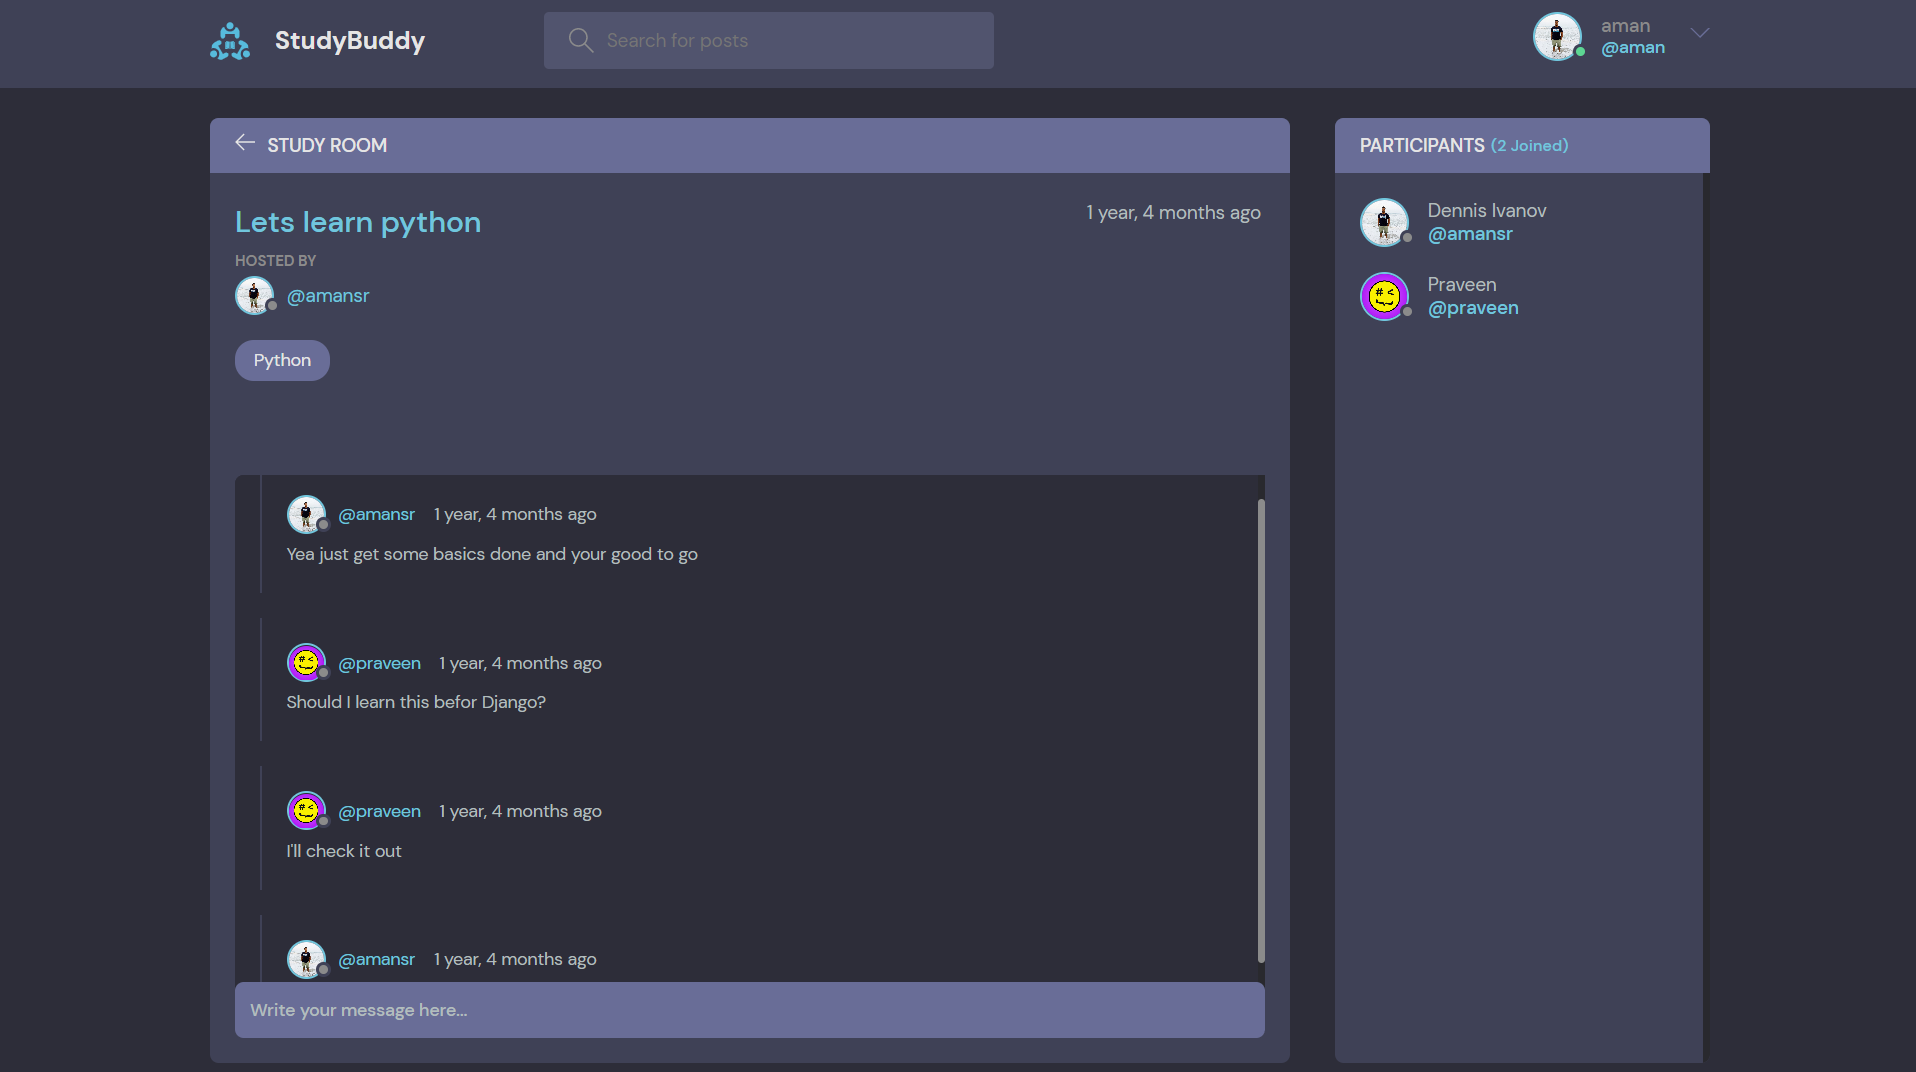 StudyBuddy
Search for posts
aman
@aman
STUDY ROOM
Lets learn python
1 year, 4 months ago
HOSTED BY
@amansr
Python
@amansr 1 year, 4 months ago
Yea just get some basics done and your good to go
@praveen 1 year, 4 months ago
Should I learn this befor Django?
@praveen 1 year, 4 months ago
I'll check it out
@amansr 1 year, 4 months ago
Write your message here...
PARTICIPANTS (2 Joined)
Dennis Ivanov
@amansr
Praveen
@praveen